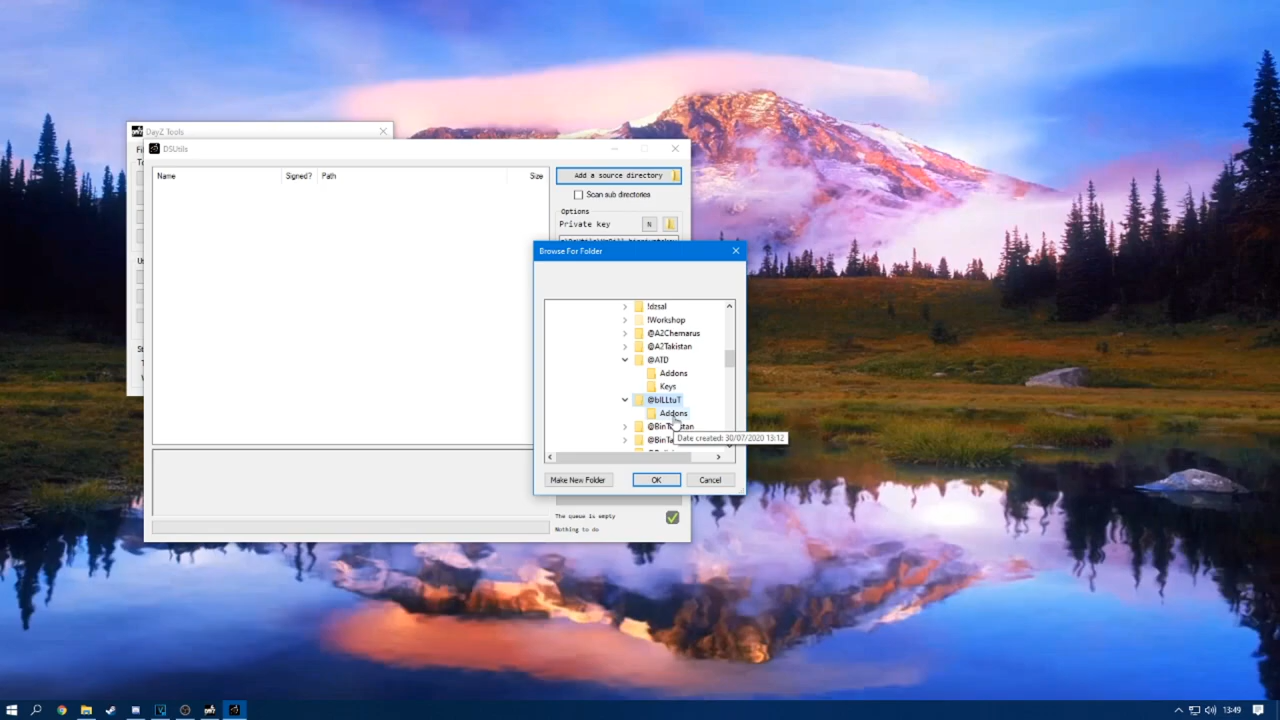 DayZ Tools
DSUtils
Name Signed? Path Size
Add a source directory
Scan sub directories
Options
Private key N
Browse For Folder
!dzsal
!Workshop
@A2Chernarus
@A2Takistan
@ATD
Addons
Keys
@bILLtuT
Addons
Date created: 30/07/2020 13:12
Make New Folder OK Cancel
The queue is empty
Nothing to do
13:49